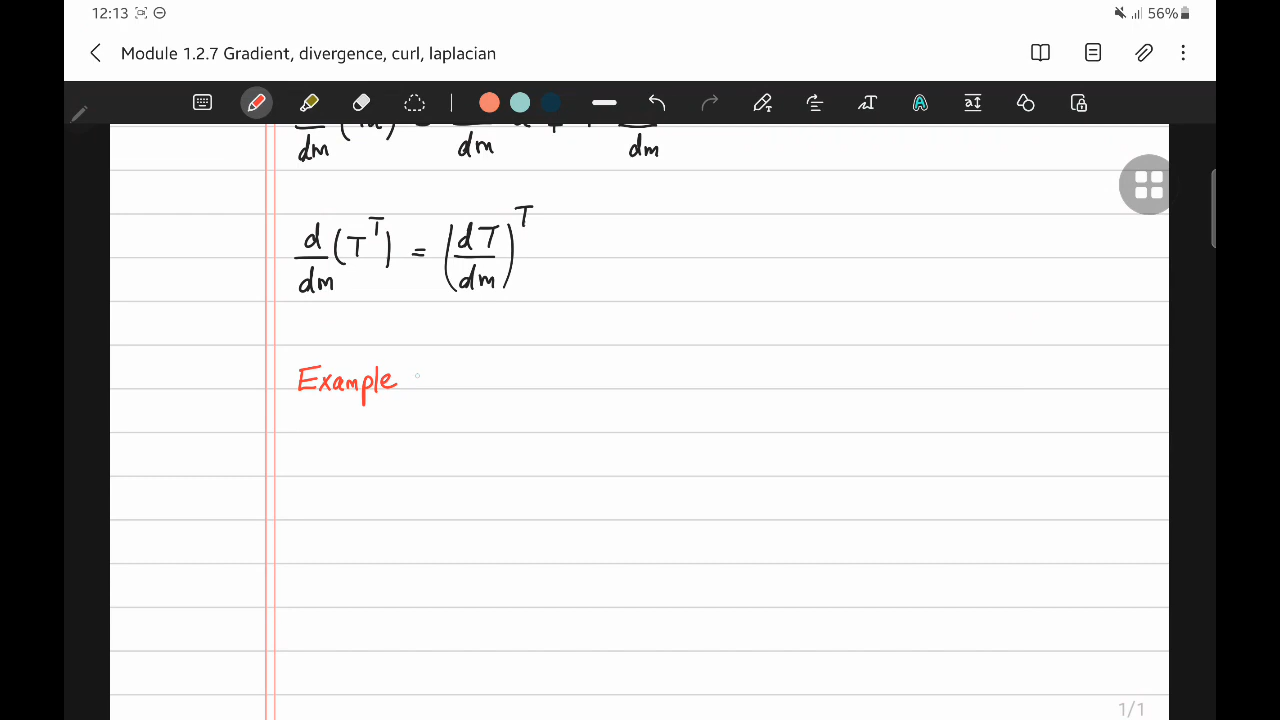 12:13 56%
Module 1.2.7 Gradient, divergence, curl, laplacian
dm dm dm
d/dm (T^T) = (dT/dm)^T
Example
1/1